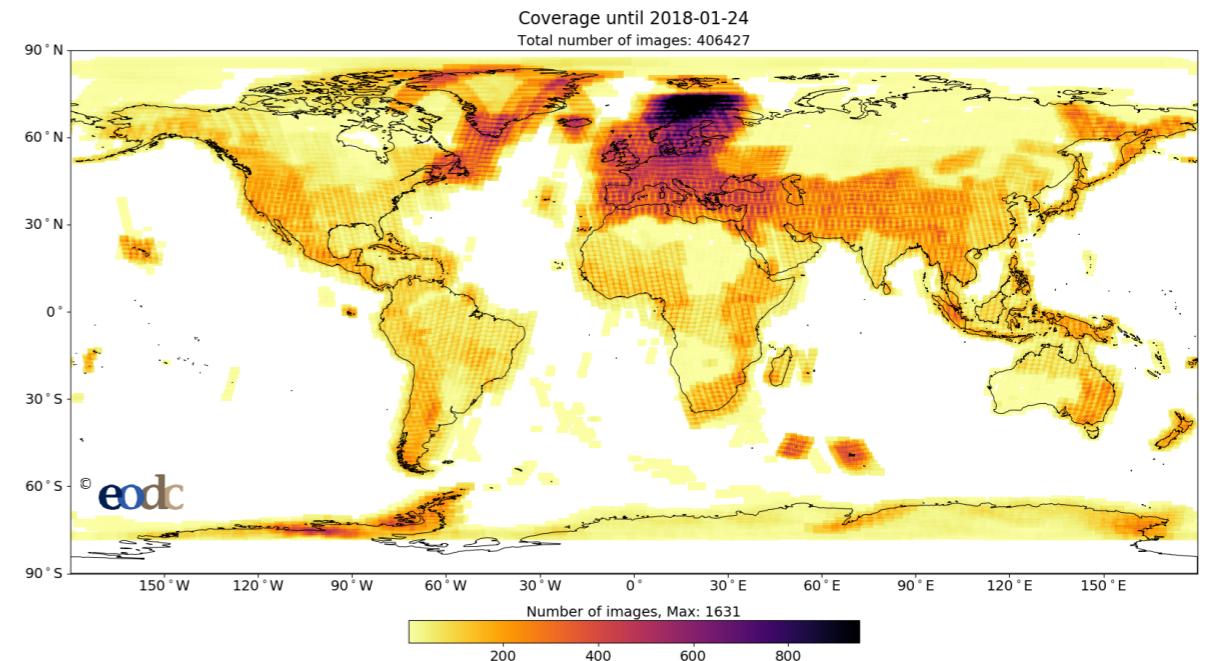 Coverage until 2018-01-24
Total number of images: 406427
90°N
60°N
30°N
0°
30°S
60°S
90°S
© eodc
150°W 120°W 90°W 60°W 30°W 0° 30°E 60°E 90°E 120°E 150°E
Number of images, Max: 1631
200 400 600 800